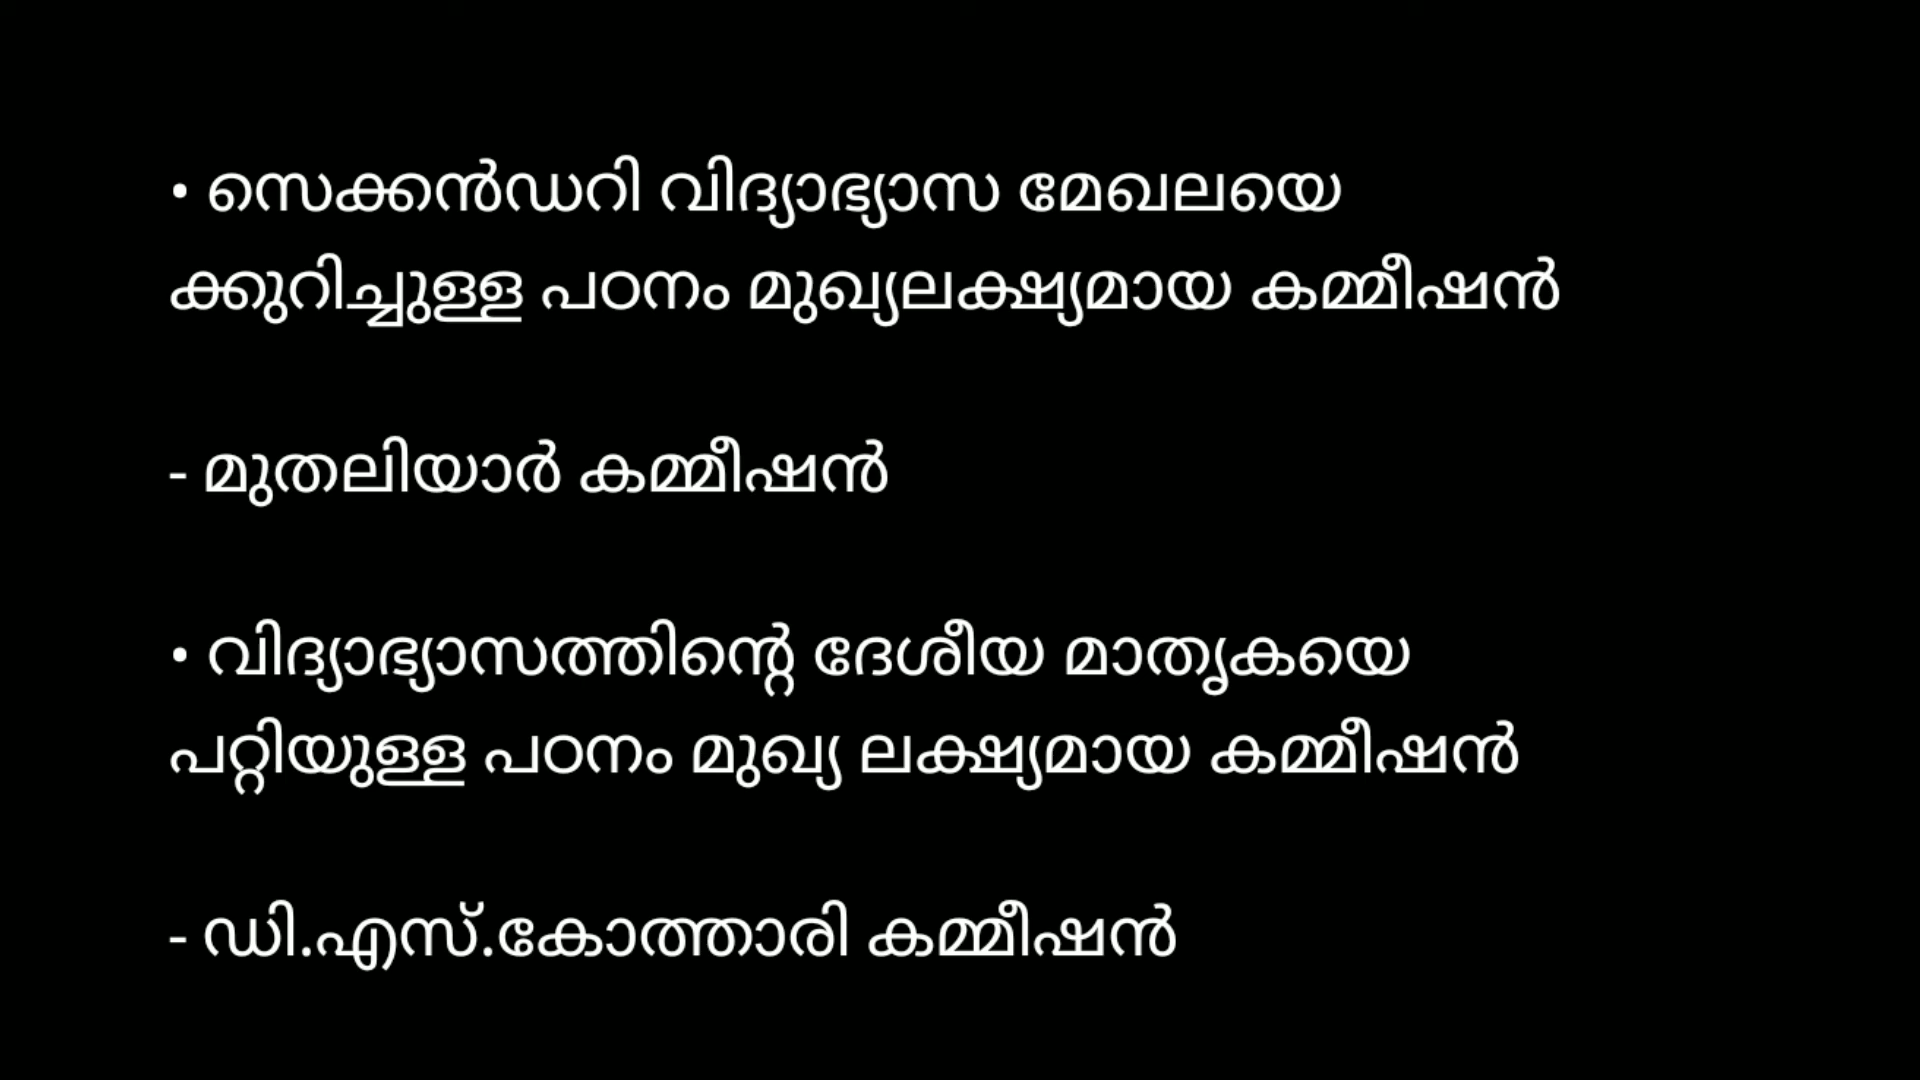 • സെക്കൻഡറി വിദ്യാഭ്യാസ മേഖലയെ
ക്കുറിച്ചുള്ള പഠനം മുഖ്യലക്ഷ്യമായ കമ്മീഷൻ
- മുതലിയാർ കമ്മീഷൻ
• വിദ്യാഭ്യാസത്തിന്റെ ദേശീയ മാതൃകയെ
പറ്റിയുള്ള പഠനം മുഖ്യ ലക്ഷ്യമായ കമ്മീഷൻ
- ഡി.എസ്.കോത്താരി കമ്മീഷൻ